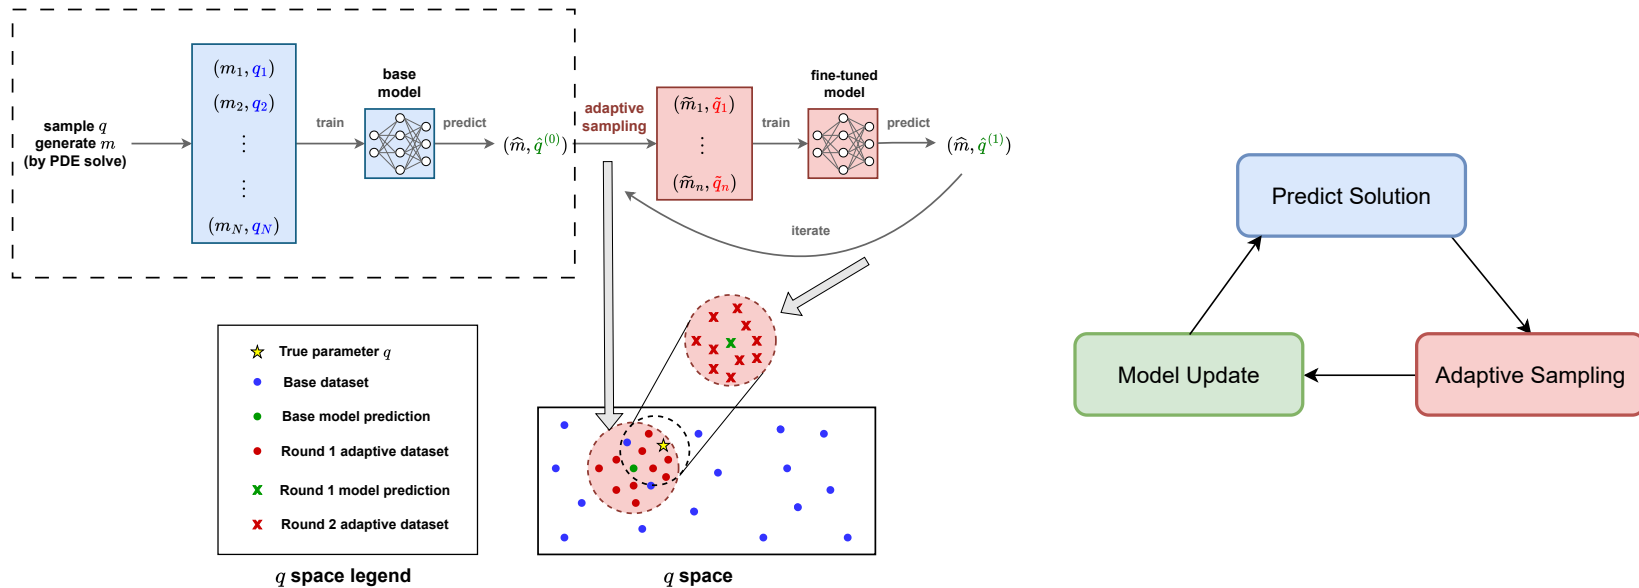 sample q
generate m
(by PDE solve)
(m₁, q₁)
(m₂, q₂)
⋮
⋮
(m_N, q_N)
train
base
model
predict
(m̂, q̂⁽⁰⁾)
adaptive
sampling
(m̃₁, q̃₁)
⋮
(m̃ₙ, q̃ₙ)
train
fine-tuned
model
predict
(m̂, q̂⁽¹⁾)
iterate
True parameter q
Base dataset
Base model prediction
Round 1 adaptive dataset
Round 1 model prediction
Round 2 adaptive dataset
q space legend
q space
Predict Solution
Model Update
Adaptive Sampling